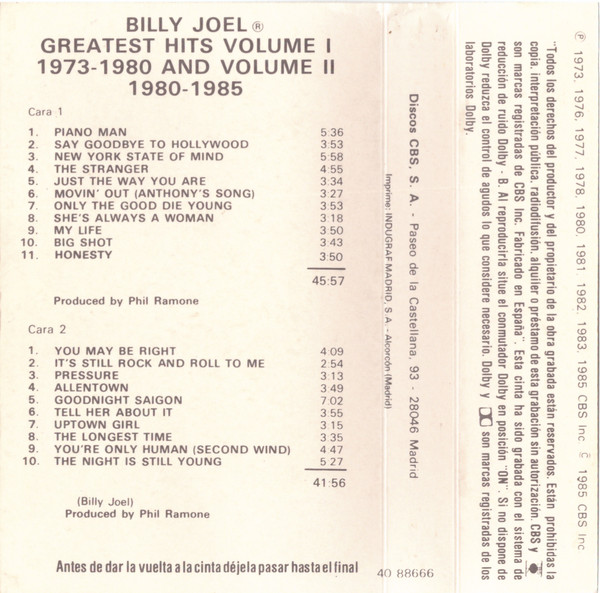 BILLY JOEL ®
GREATEST HITS VOLUME I
1973-1980 AND VOLUME II
1980-1985
Cara 1
1. PIANO MAN 5:36
2. SAY GOODBYE TO HOLLYWOOD 3:53
3. NEW YORK STATE OF MIND 5:58
4. THE STRANGER 4:55
5. JUST THE WAY YOU ARE 3:34
6. MOVIN' OUT (ANTHONY'S SONG) 3:27
7. ONLY THE GOOD DIE YOUNG 3:53
8. SHE'S ALWAYS A WOMAN 3:18
9. MY LIFE 3:50
10. BIG SHOT 3:43
11. HONESTY 3:50
45:57
Produced by Phil Ramone
Cara 2
1. YOU MAY BE RIGHT 4:09
2. IT'S STILL ROCK AND ROLL TO ME 2:54
3. PRESSURE 3:13
4. ALLENTOWN 3:49
5. GOODNIGHT SAIGON 7:02
6. TELL HER ABOUT IT 3:55
7. UPTOWN GIRL 3:15
8. THE LONGEST TIME 3:35
9. YOU'RE ONLY HUMAN (SECOND WIND) 4:47
10. THE NIGHT IS STILL YOUNG 5:27
41:56
(Billy Joel)
Produced by Phil Ramone
Antes de dar la vuelta a la cinta déjela pasar hasta el final
40 88666
Discos CBS, S. A. - Paseo de la Castellana, 93 - 28046 Madrid
Imprime: INDUGRAF MADRID, S.A. - Alcorcón (Madrid)
℗ 1973, 1976, 1977, 1978, 1980, 1981, 1982, 1983, 1985 CBS Inc © 1985 CBS Inc
"Todos los derechos del productor y del propietario de la obra grabada están reservados. Están prohibidas la
copia, interpretación pública, radiodifusión, alquiler o préstamo de esta grabación sin autorización CBS y
son marcas registradas de CBS Inc. Fabricado en España". Esta cinta ha sido grabada con el sistema de
reducción de ruido Dolby - B. Al reproducirla situe el conmutador Dolby en posición "ON". Si no dispone de
Dolby reduzca el control de agudos lo que considere necesario. Dolby y son marcas registradas de los
laboratorios Dolby.